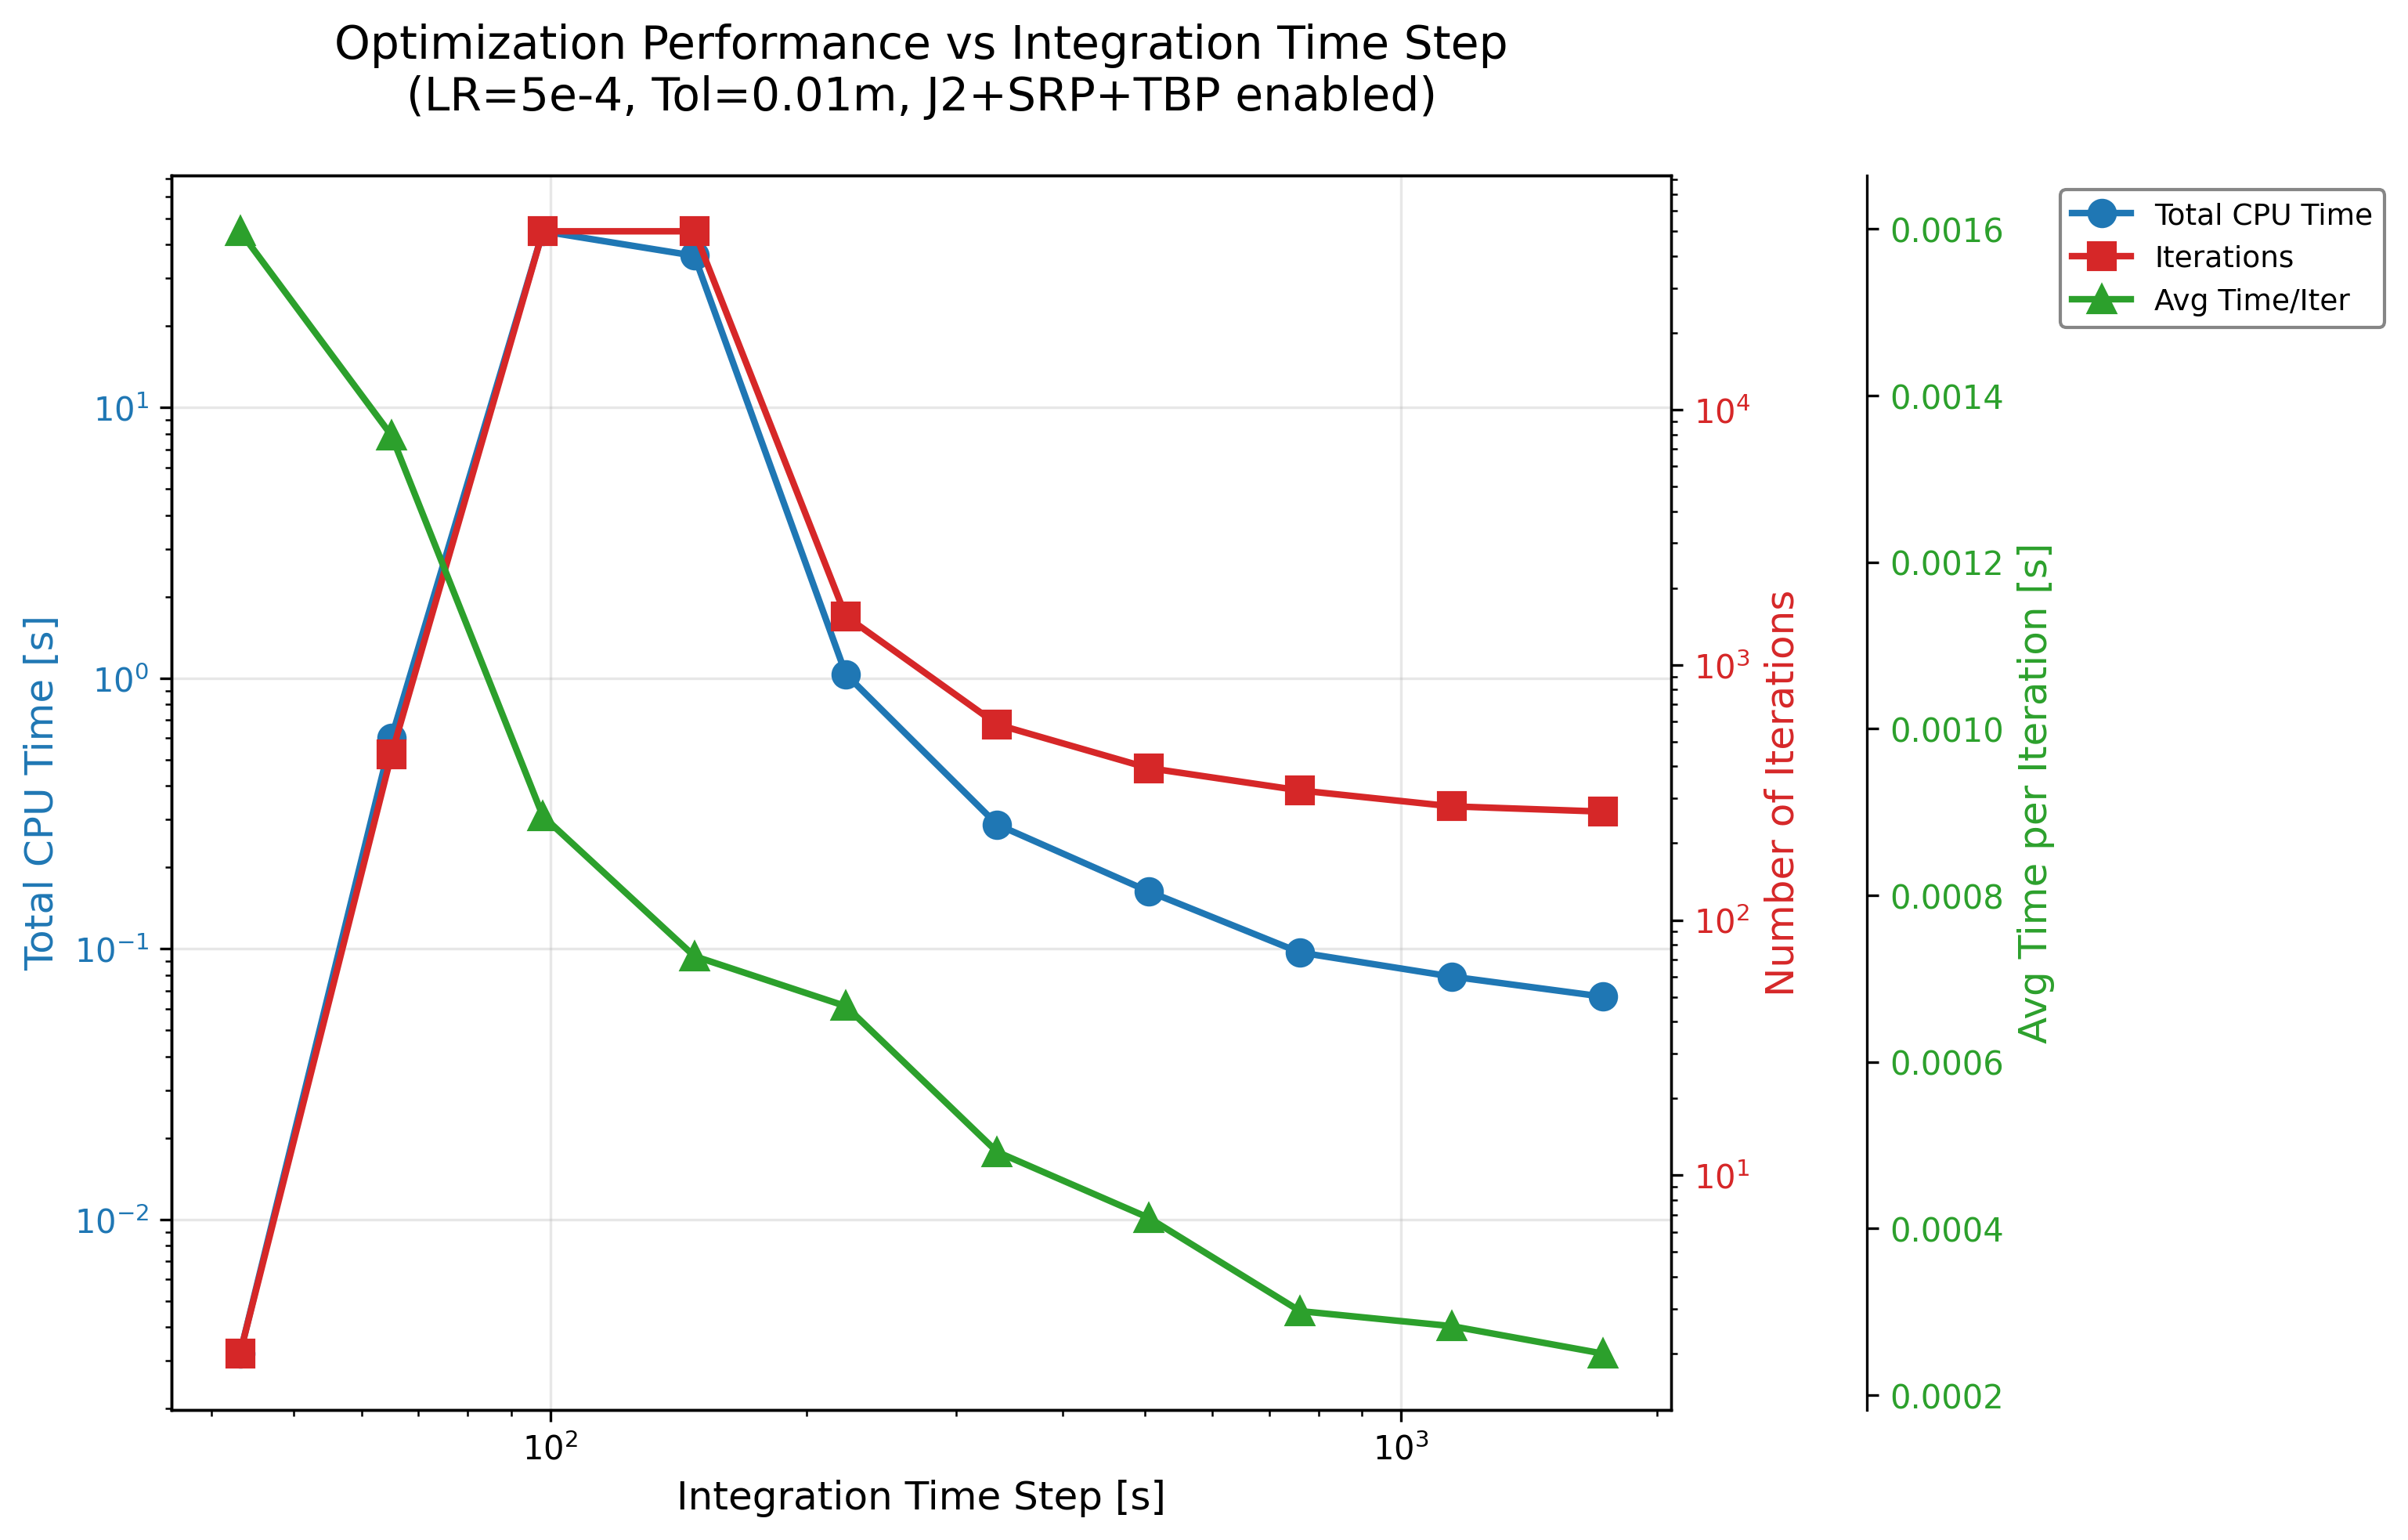 Optimization Performance vs Integration Time Step
(LR=5e-4, Tol=0.01m, J2+SRP+TBP enabled)
Total CPU Time
Iterations
Avg Time/Iter
Total CPU Time [s]
10¹
10⁰
10⁻¹
10⁻²
10⁴
10³
10²
10¹
Number of Iterations
0.0016
0.0014
0.0012
0.0010
0.0008
0.0006
0.0004
0.0002
Avg Time per Iteration [s]
10²
10³
Integration Time Step [s]